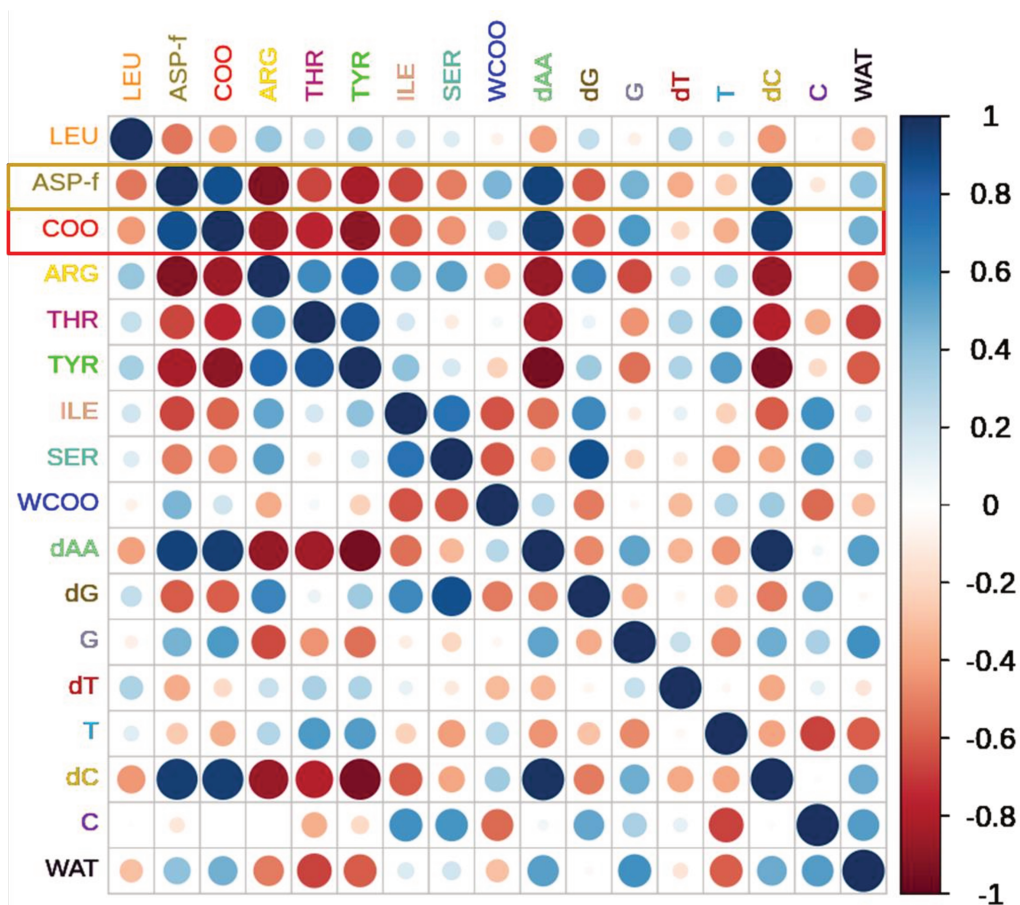 LEU ASP-f COO ARG THR TYR ILE SER WCOO dAA dG G dT T dC C WAT
LEU
ASP-f
COO
ARG
THR
TYR
ILE
SER
WCOO
dAA
dG
G
dT
T
dC
C
WAT
1
0.8
0.6
0.4
0.2
0
-0.2
-0.4
-0.6
-0.8
-1